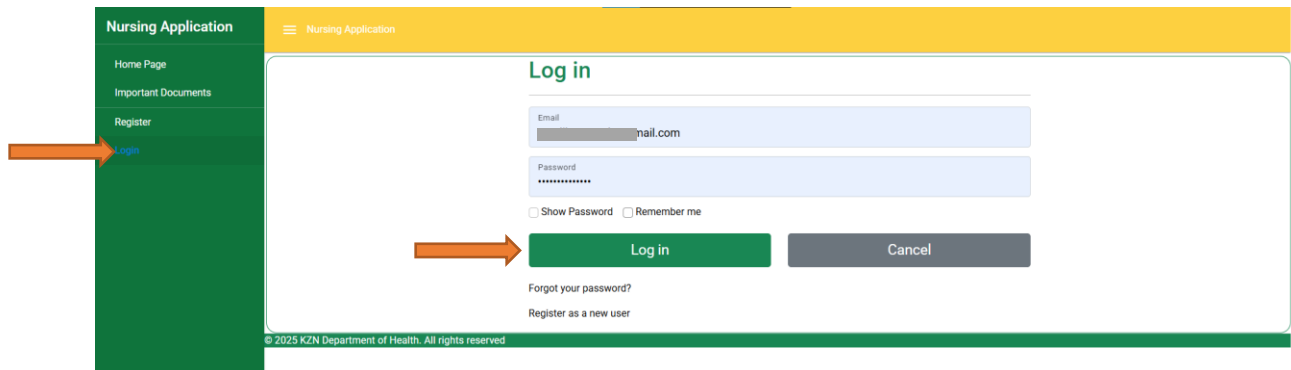 Nursing Application
Home Page
Important Documents
Register
Login
Nursing Application
Log in
Email
mail.com
Password
Show Password Remember me
Log in Cancel
Forgot your password?
Register as a new user
© 2025 KZN Department of Health. All rights reserved